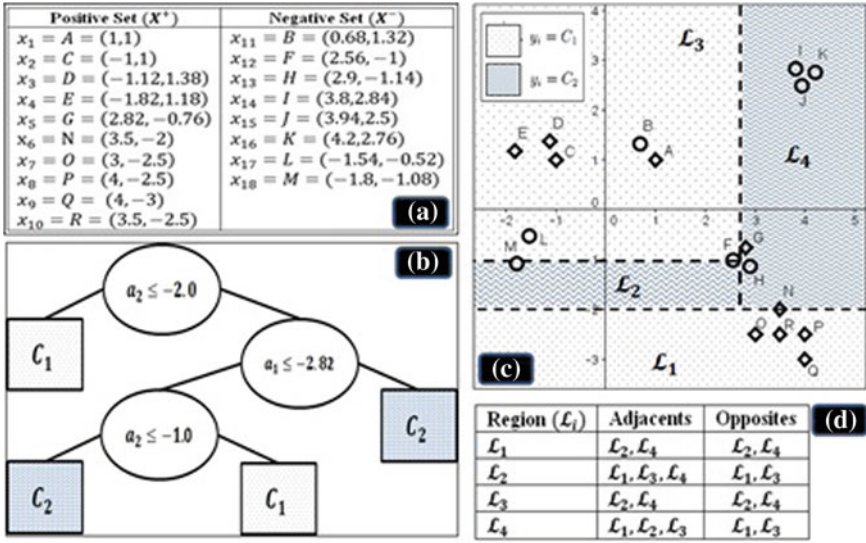 Positive Set (X⁺) Negative Set (X⁻)
x₁ = A = (1,1) x₁₁ = B = (0.68,1.32)
x₂ = C = (−1,1) x₁₂ = F = (2.56, −1)
x₃ = D = (−1.12,1.38) x₁₃ = H = (2.9, −1.14)
x₄ = E = (−1.82,1.18) x₁₄ = I = (3.8,2.84)
x₅ = G = (2.82, −0.76) x₁₅ = J = (3.94,2.5)
x₆ = N = (3.5, −2) x₁₆ = K = (4.2,2.76)
x₇ = O = (3, −2.5) x₁₇ = L = (−1.54, −0.52)
x₈ = P = (4, −2.5) x₁₈ = M = (−1.8, −1.08)
x₉ = Q = (4, −3)
x₁₀ = R = (3.5, −2.5)
(a)
(b)
a₂ ≤ −2.0
C₁
a₁ ≤ −2.82
a₂ ≤ −1.0
C₂
C₂
C₁
yᵢ = C₁
yᵢ = C₂
(c)
ℒ₃
4
3
2
1
I K
J
D
E
C
B
A
ℒ₄
-2 -1 1 2 3 4 5
M L
F G
H
-1
ℒ₂
-2
N
O R P
Q
-3
ℒ₁
(c)
Region (ℒᵢ) Adjacents Opposites
(d)
ℒ₁ ℒ₂, ℒ₄ ℒ₂, ℒ₄
ℒ₂ ℒ₁, ℒ₃, ℒ₄ ℒ₁, ℒ₃
ℒ₃ ℒ₂, ℒ₄ ℒ₂, ℒ₄
ℒ₄ ℒ₁, ℒ₂, ℒ₃ ℒ₁, ℒ₃